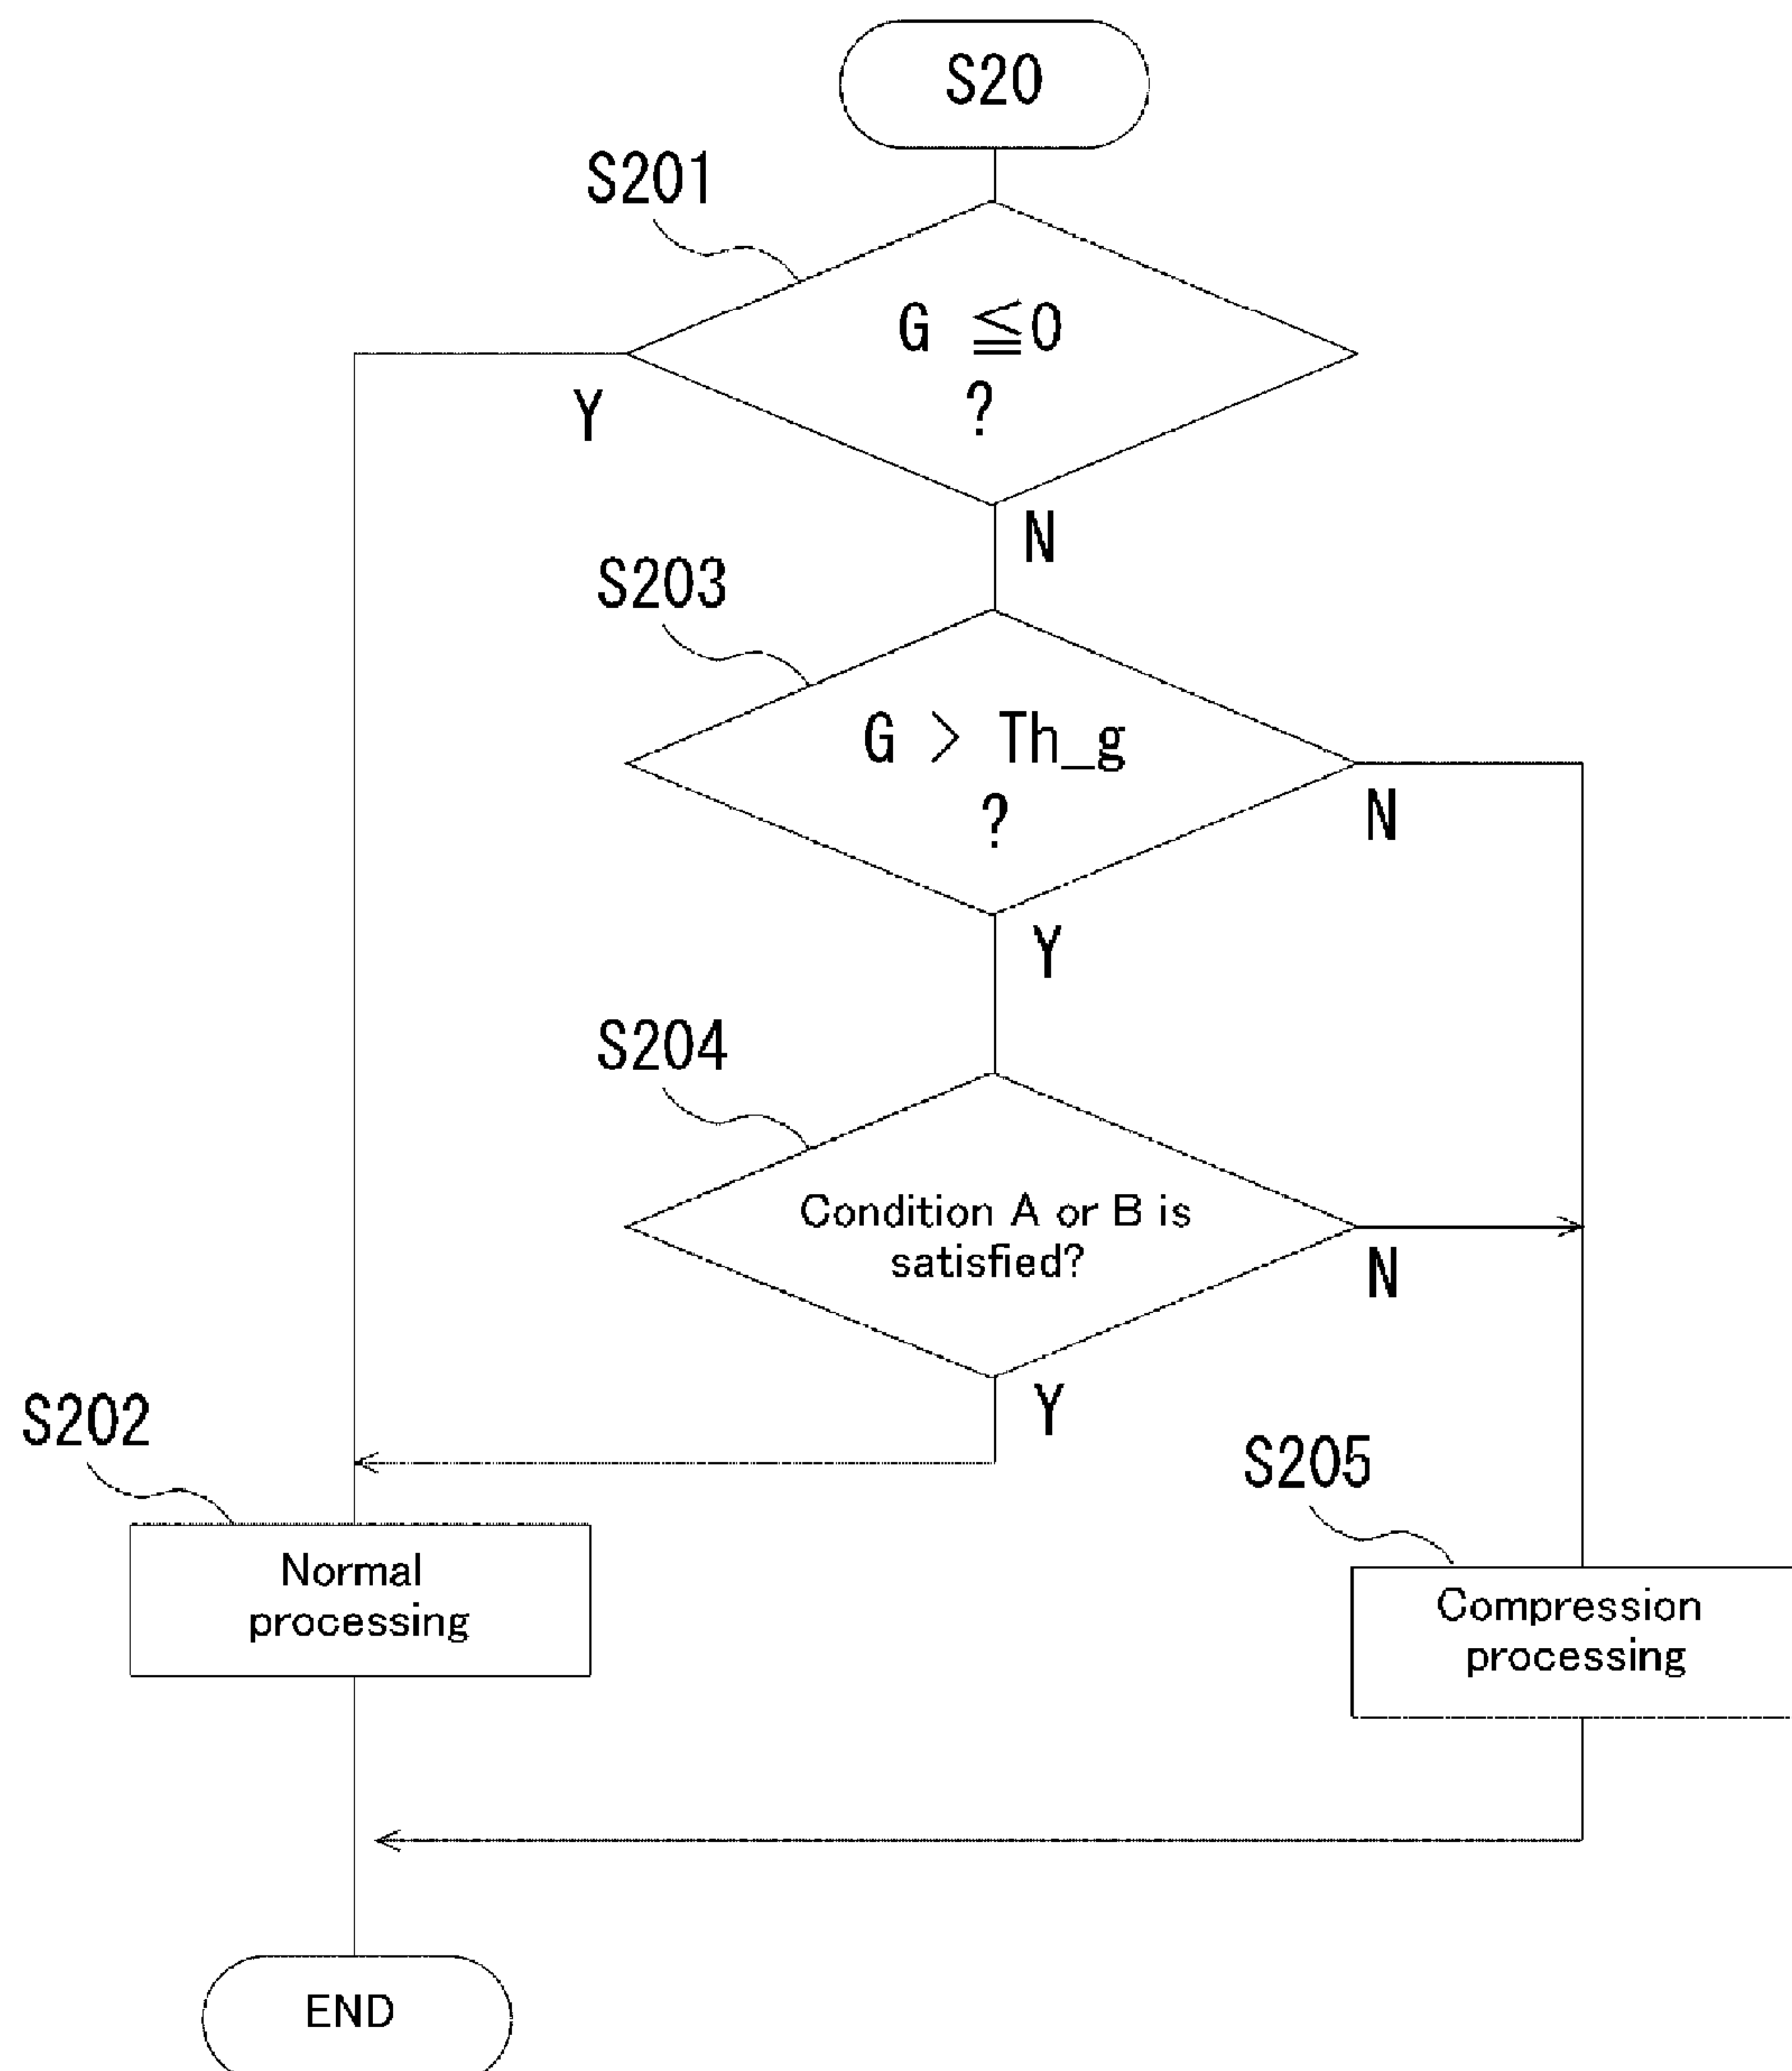 S20
S201
G ≦0
?
Y
N
S203
G > Th_g
?
N
Y
S204
Condition A or B is
satisfied?
N
Y
S202
S205
Normal
processing
Compression
processing
END